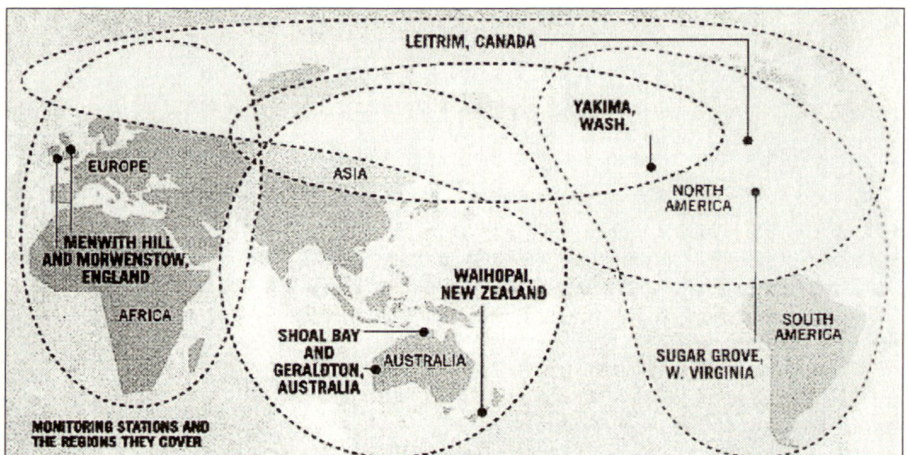 LEITRIM, CANADA
YAKIMA,
WASH.
EUROPE
ASIA
NORTH
AMERICA
MENWITH HILL
AND MORWENSTOW,
ENGLAND
WAIHOPAI,
NEW ZEALAND
AFRICA
SHOAL BAY
AND
GERALDTON,
AUSTRALIA
AUSTRALIA
SOUTH
AMERICA
SUGAR GROVE,
W. VIRGINIA
MONITORING STATIONS AND
THE REGIONS THEY COVER